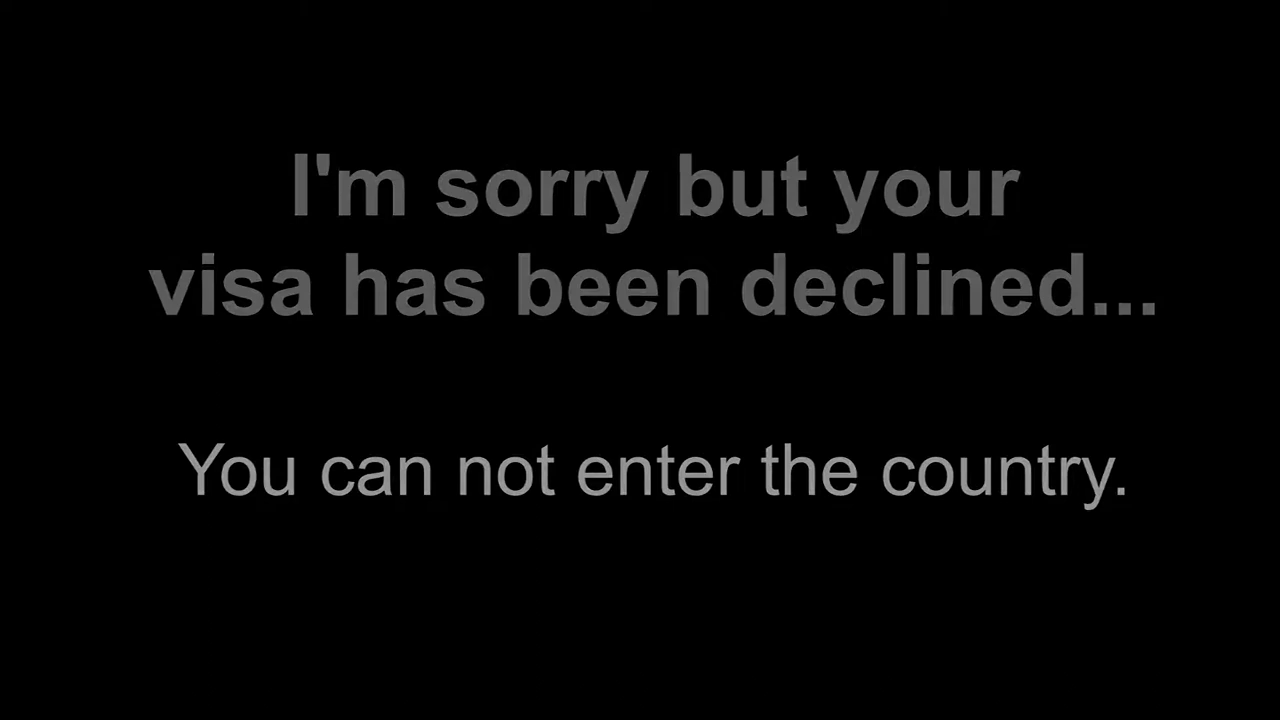 I'm sorry but your
visa has been declined...
You can not enter the country.